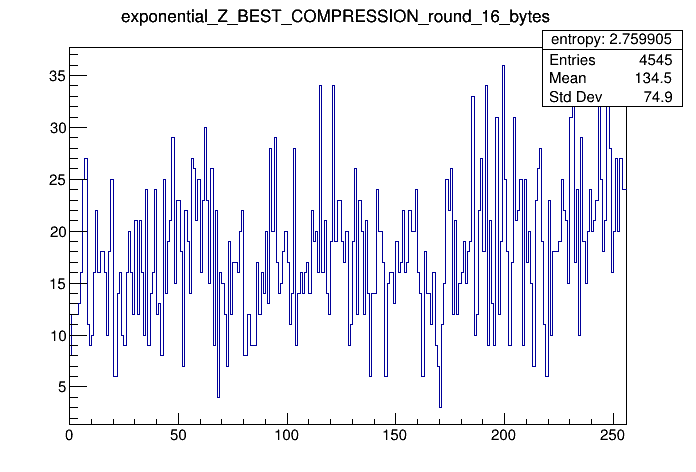 exponential_Z_BEST_COMPRESSION_round_16_bytes
entropy: 2.759905
Entries 4545
Mean 134.5
Std Dev 74.9
35
30
25
20
15
10
5
0 50 100 150 200 250